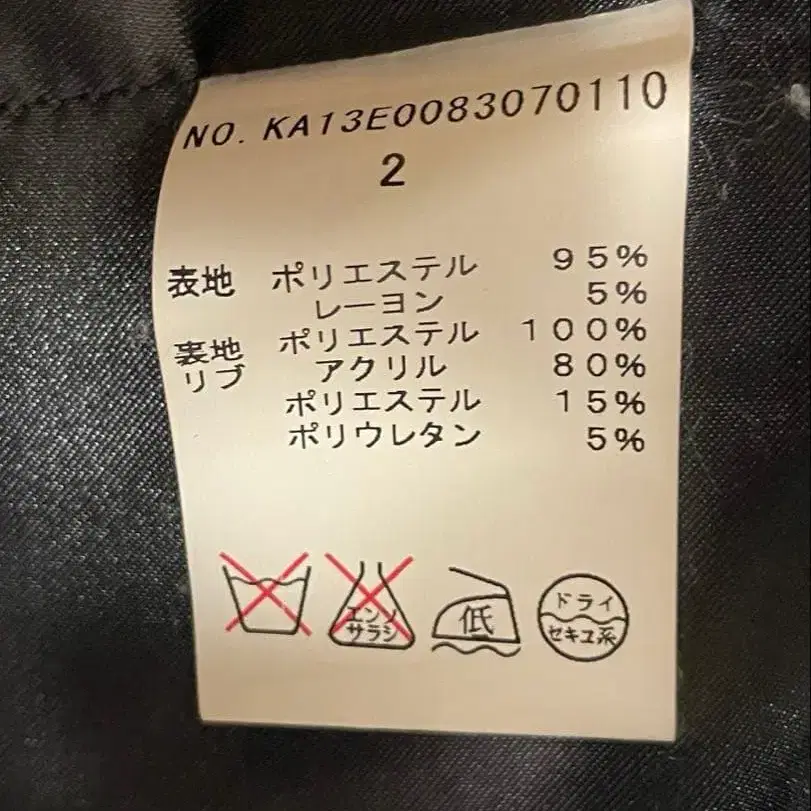 NO. KA13E0083070110
2
表地 ポリエステル 95%
レーヨン 5%
裏地 ポリエステル 100%
リブ アクリル 80%
ポリエステル 15%
ポリウレタン 5%
エンソ
サラシ
低
ドライ
セキユ系